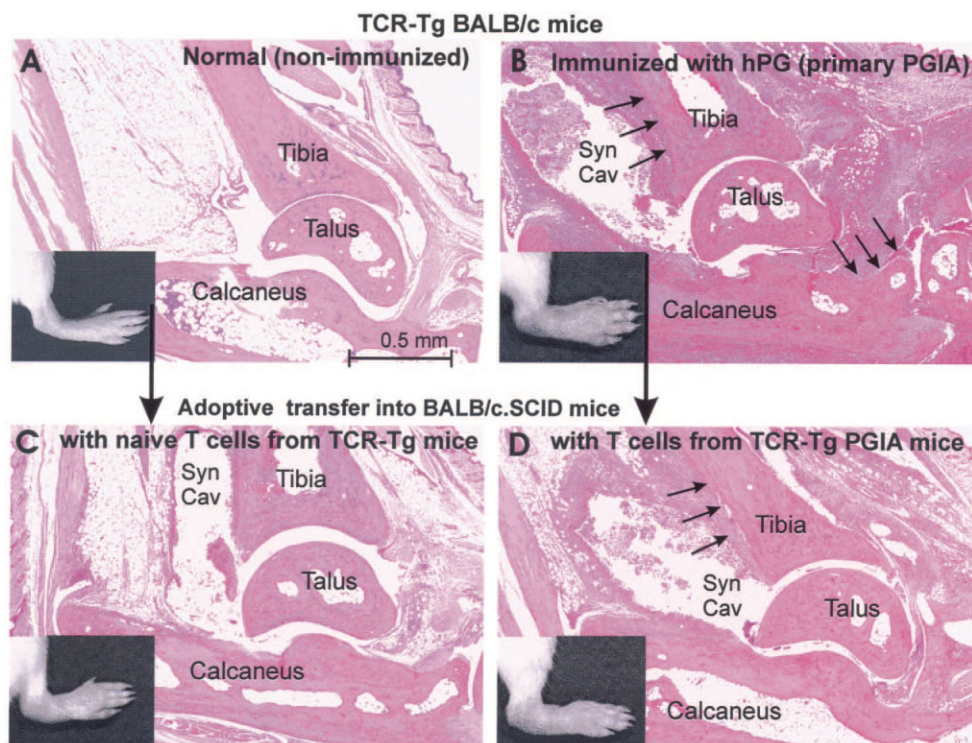 TCR-Tg BALB/c mice
A Normal (non-immunized)
Tibia
Talus
Calcaneus
0.5 mm
B Immunized with hPG (primary PGIA)
Tibia
Syn
Cav
Talus
Calcaneus
Adoptive transfer into BALB/c.SCID mice
C with naive T cells from TCR-Tg mice
Syn
Cav
Tibia
Talus
Calcaneus
D with T cells from TCR-Tg PGIA mice
Tibia
Syn
Cav
Talus
Calcaneus